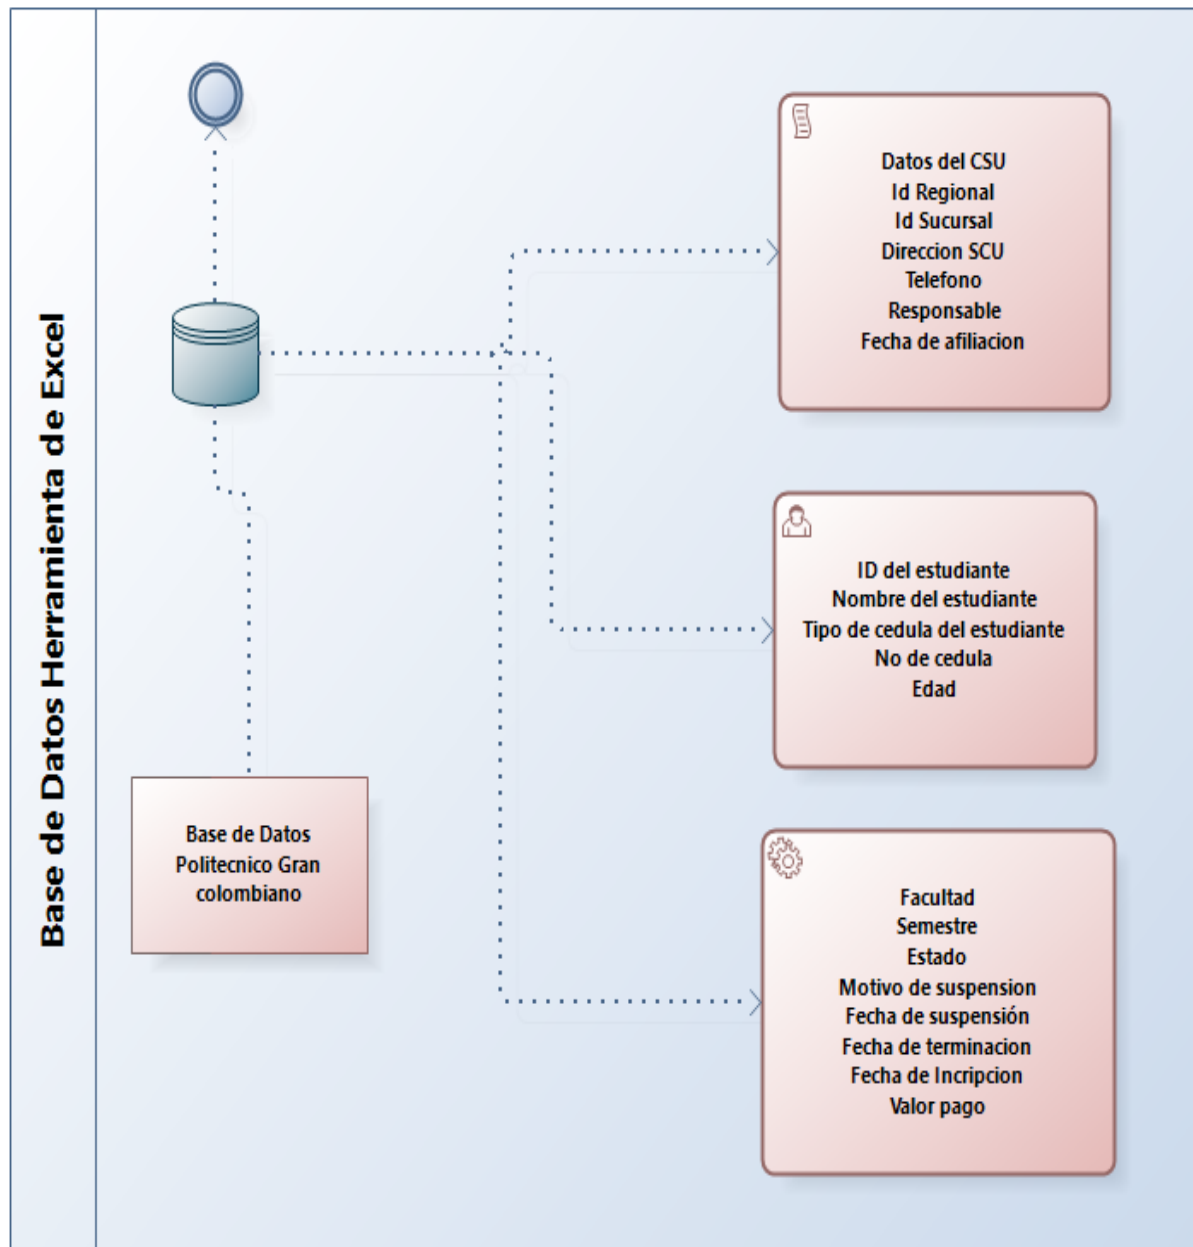 Base de Datos Herramienta de Excel
Datos del CSU
Id Regional
Id Sucursal
Direccion SCU
Telefono
Responsable
Fecha de afiliacion
ID del estudiante
Nombre del estudiante
Tipo de cedula del estudiante
No de cedula
Edad
Base de Datos
Politecnico Gran
colombiano
Facultad
Semestre
Estado
Motivo de suspension
Fecha de suspensión
Fecha de terminacion
Fecha de Incripcion
Valor pago